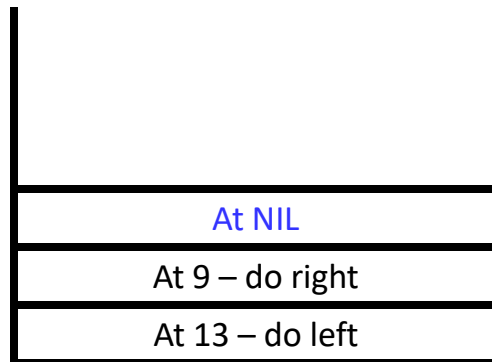 At NIL
At 9 – do right
At 13 – do left